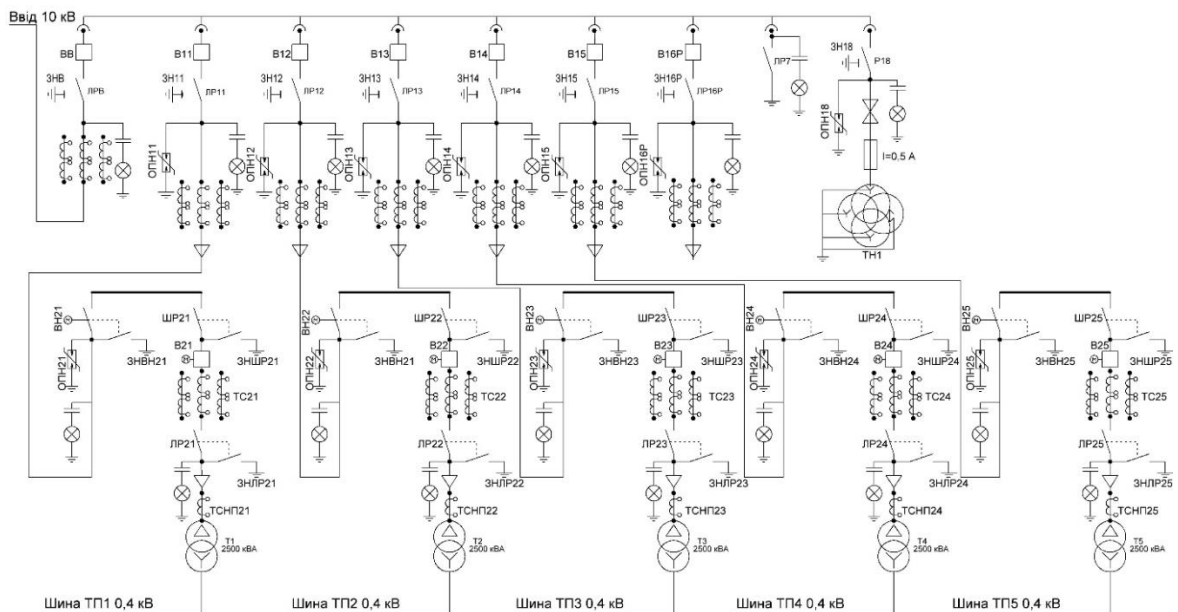 Ввід 10 кВ
ВВ
В11
В12
В13
В14
В15
В16Р
ЛР7
ЗН18
Р18
ЗНВ
ЛРВ
ЗН11
ЛР11
ЗН12
ЛР12
ЗН13
ЛР13
ЗН14
ЛР14
ЗН15
ЛР15
ЗН16Р
ЛР16Р
ОПН11
ОПН12
ОПН13
ОПН14
ОПН15
ОПН16Р
ОПН18
I=0,5 А
ТН1
ВН21
ШР21
ВН22
ШР22
ВН23
ШР23
ВН24
ШР24
ВН25
ШР25
ОПН21
ЗНВН21
В21
ЗНШР21
ОПН22
ЗНВН21
В22
ЗНШР22
ОПН23
ЗНВН23
В23
ЗНШР23
ОПН24
ЗНВН24
В24
ЗНШР24
ОПН25
ЗНВН25
В25
ЗНШР25
ТС21
ТС22
ТС23
ТС24
ТС25
ЛР21
ЛР22
ЛР23
ЛР24
ЛР25
ЗНЛР21
ЗНЛР22
ЗНЛР23
ЗНЛР24
ЗНЛР25
ТСНП21
ТСНП22
ТСНП23
ТСНП24
ТСНП25
Т1
2500 кВА
Т2
2500 кВА
Т3
2500 кВА
Т4
2500 кВА
Т5
2500 кВА
Шина ТП1 0,4 кВ
Шина ТП2 0,4 кВ
Шина ТП3 0,4 кВ
Шина ТП4 0,4 кВ
Шина ТП5 0,4 кВ